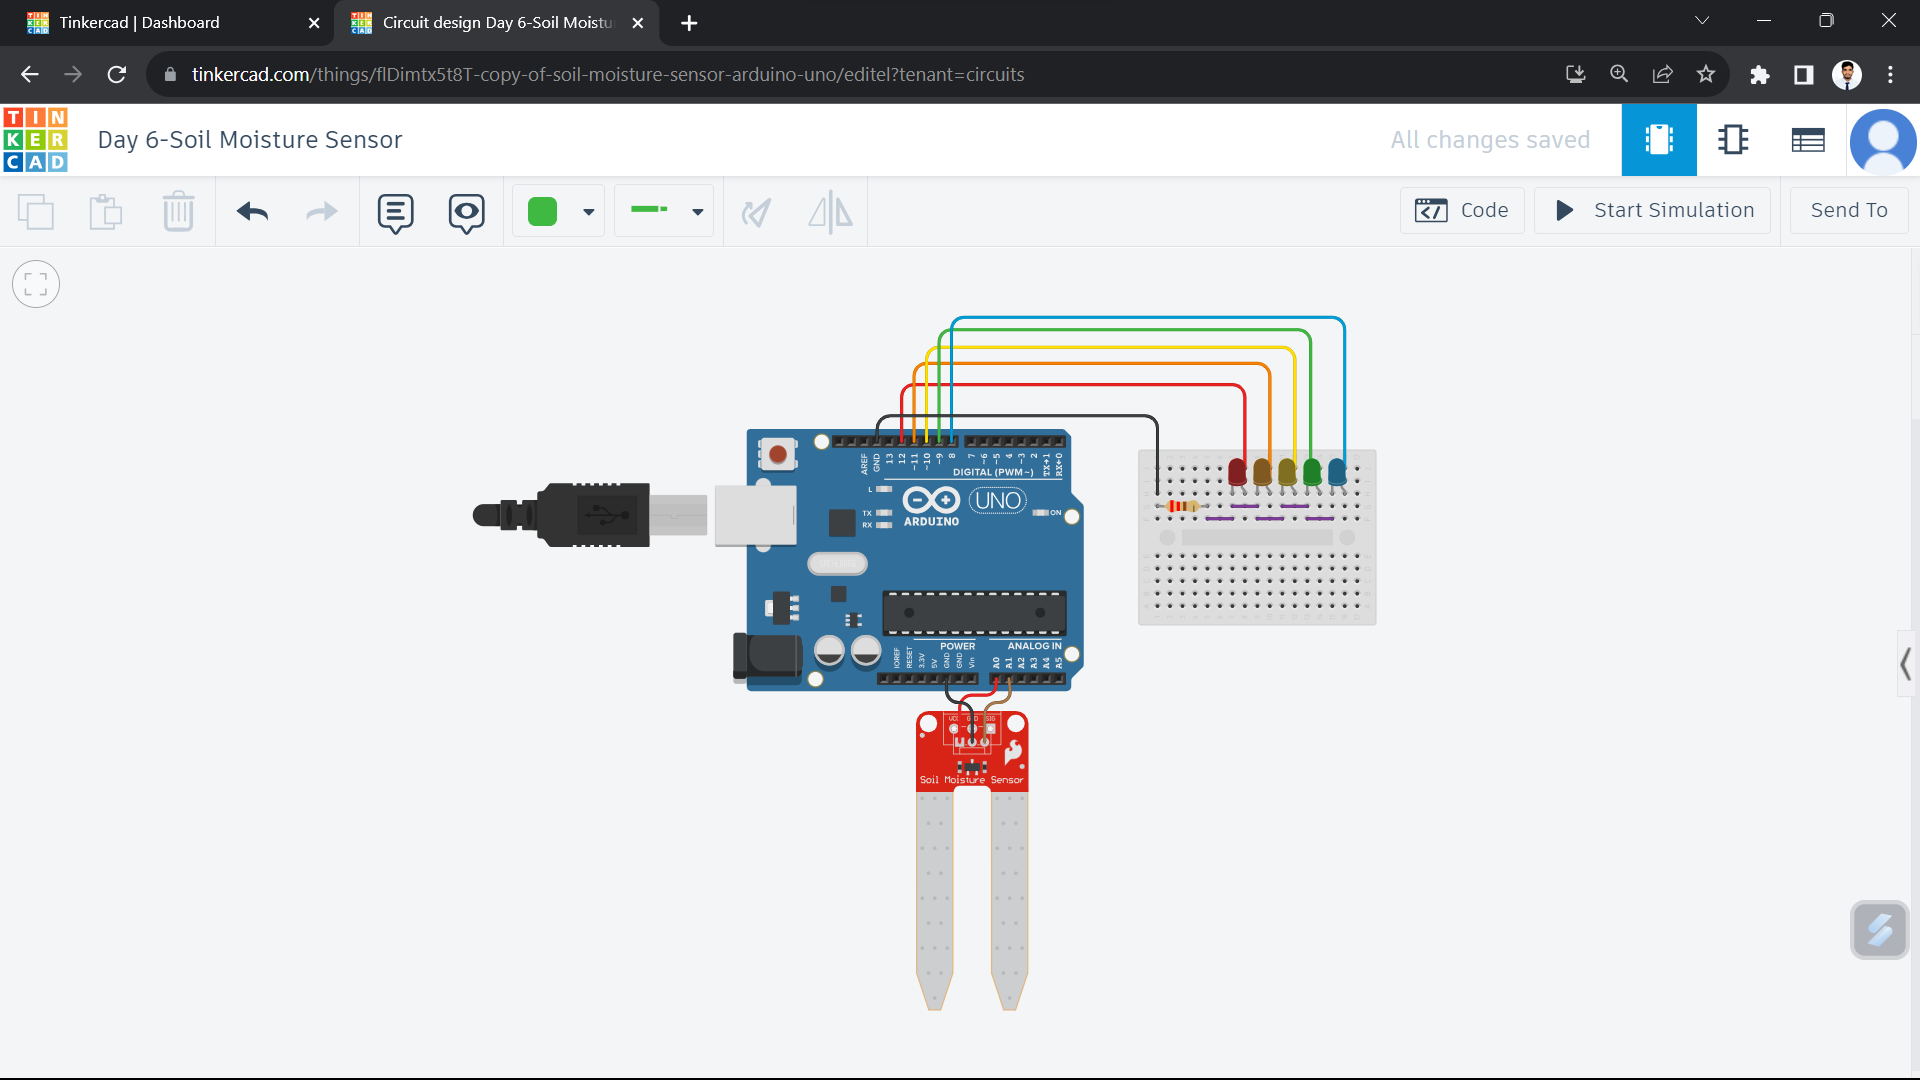 Tinkercad | Dashboard
Circuit design Day 6-Soil Moistu
tinkercad.com/things/flDimtx5t8T-copy-of-soil-moisture-sensor-arduino-uno/editel?tenant=circuits
TIN
KER
CAD
Day 6-Soil Moisture Sensor
All changes saved
Code
Start Simulation
Send To
AREF
GND
13
12
~11
~10
~9
8
7
~6
~5
4
~3
2
TX→1
RX←0
DIGITAL (PWM~)
L
TX
RX
ARDUINO
UNO
ON
POWER
ANALOG IN
IOREF
RESET
3.3V
5V
GND
GND
Vin
A0
A1
A2
A3
A4
A5
VCC
GND
SIG
Soil Moisture Sensor